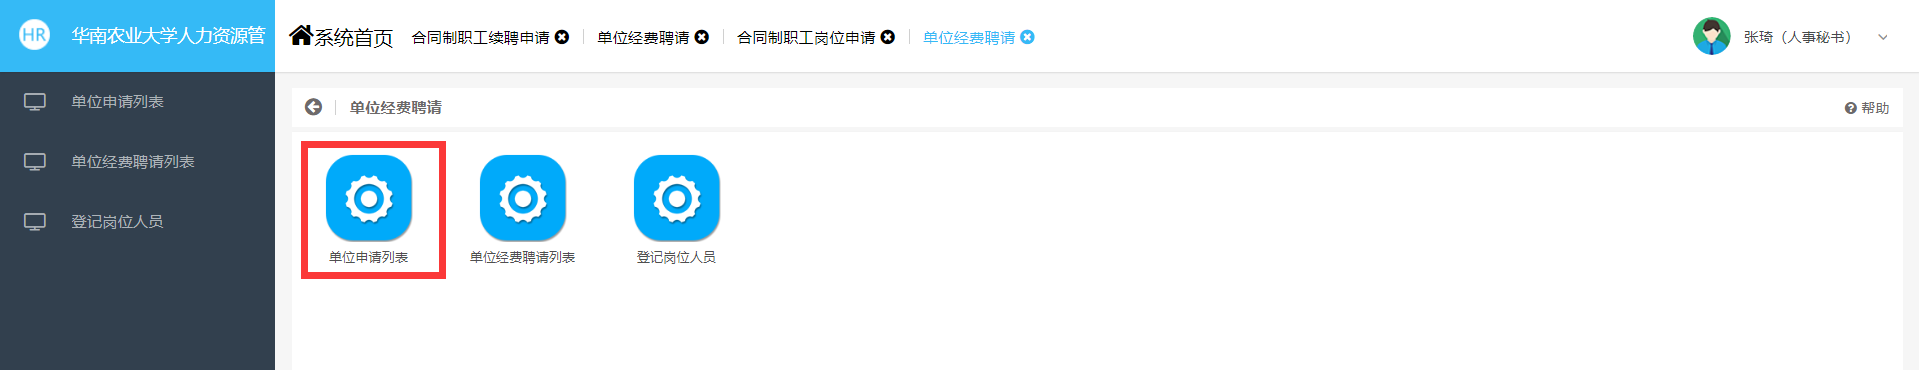 HR 华南农业大学人力资源管
系统首页 合同制职工续聘申请 单位经费聘请 合同制职工岗位申请 单位经费聘请 张琦（人事秘书）
单位申请列表
单位经费聘请列表
登记岗位人员
单位经费聘请 帮助
单位申请列表 单位经费聘请列表 登记岗位人员